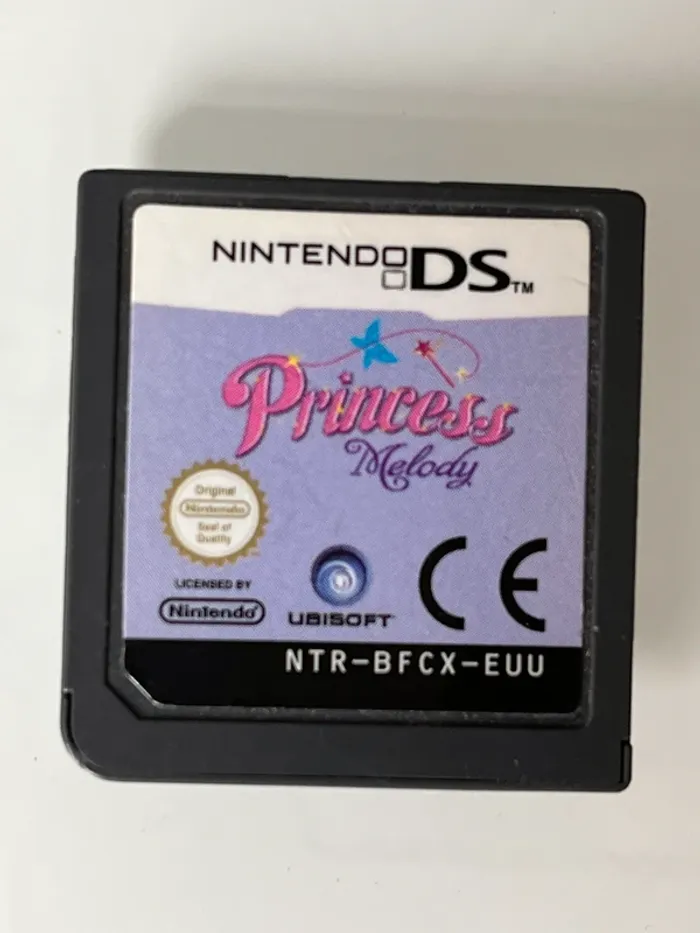 NINTENDO DS™
Princess
Melody
Original
Nintendo
Seal of
Quality
LICENSED BY
Nintendo
UBISOFT
CE
NTR-BFCX-EUU